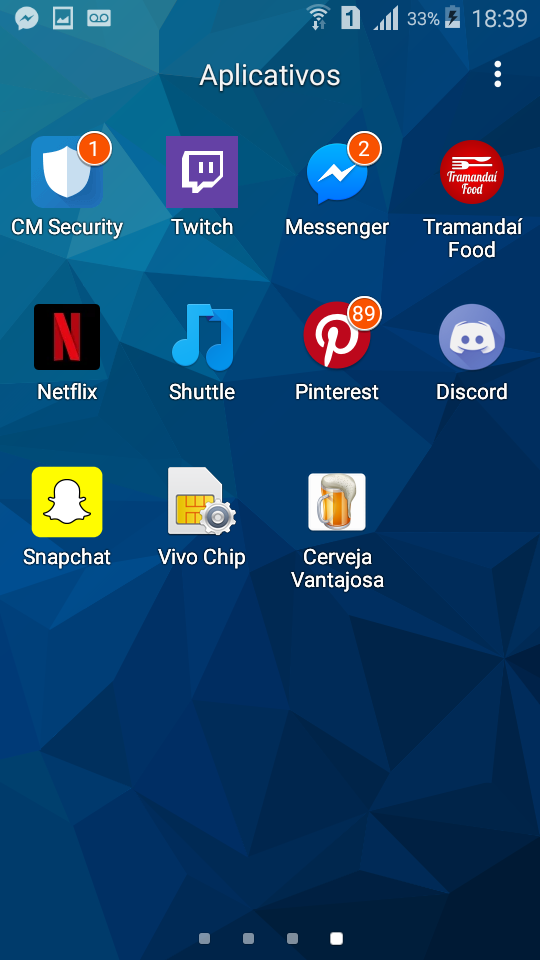 1 33% 18:39
Aplicativos
1 2 Tramandaí
Food
CM Security Twitch Messenger Tramandaí
Food
N 89
Netflix Shuttle Pinterest Discord
Snapchat Vivo Chip Cerveja
Vantajosa